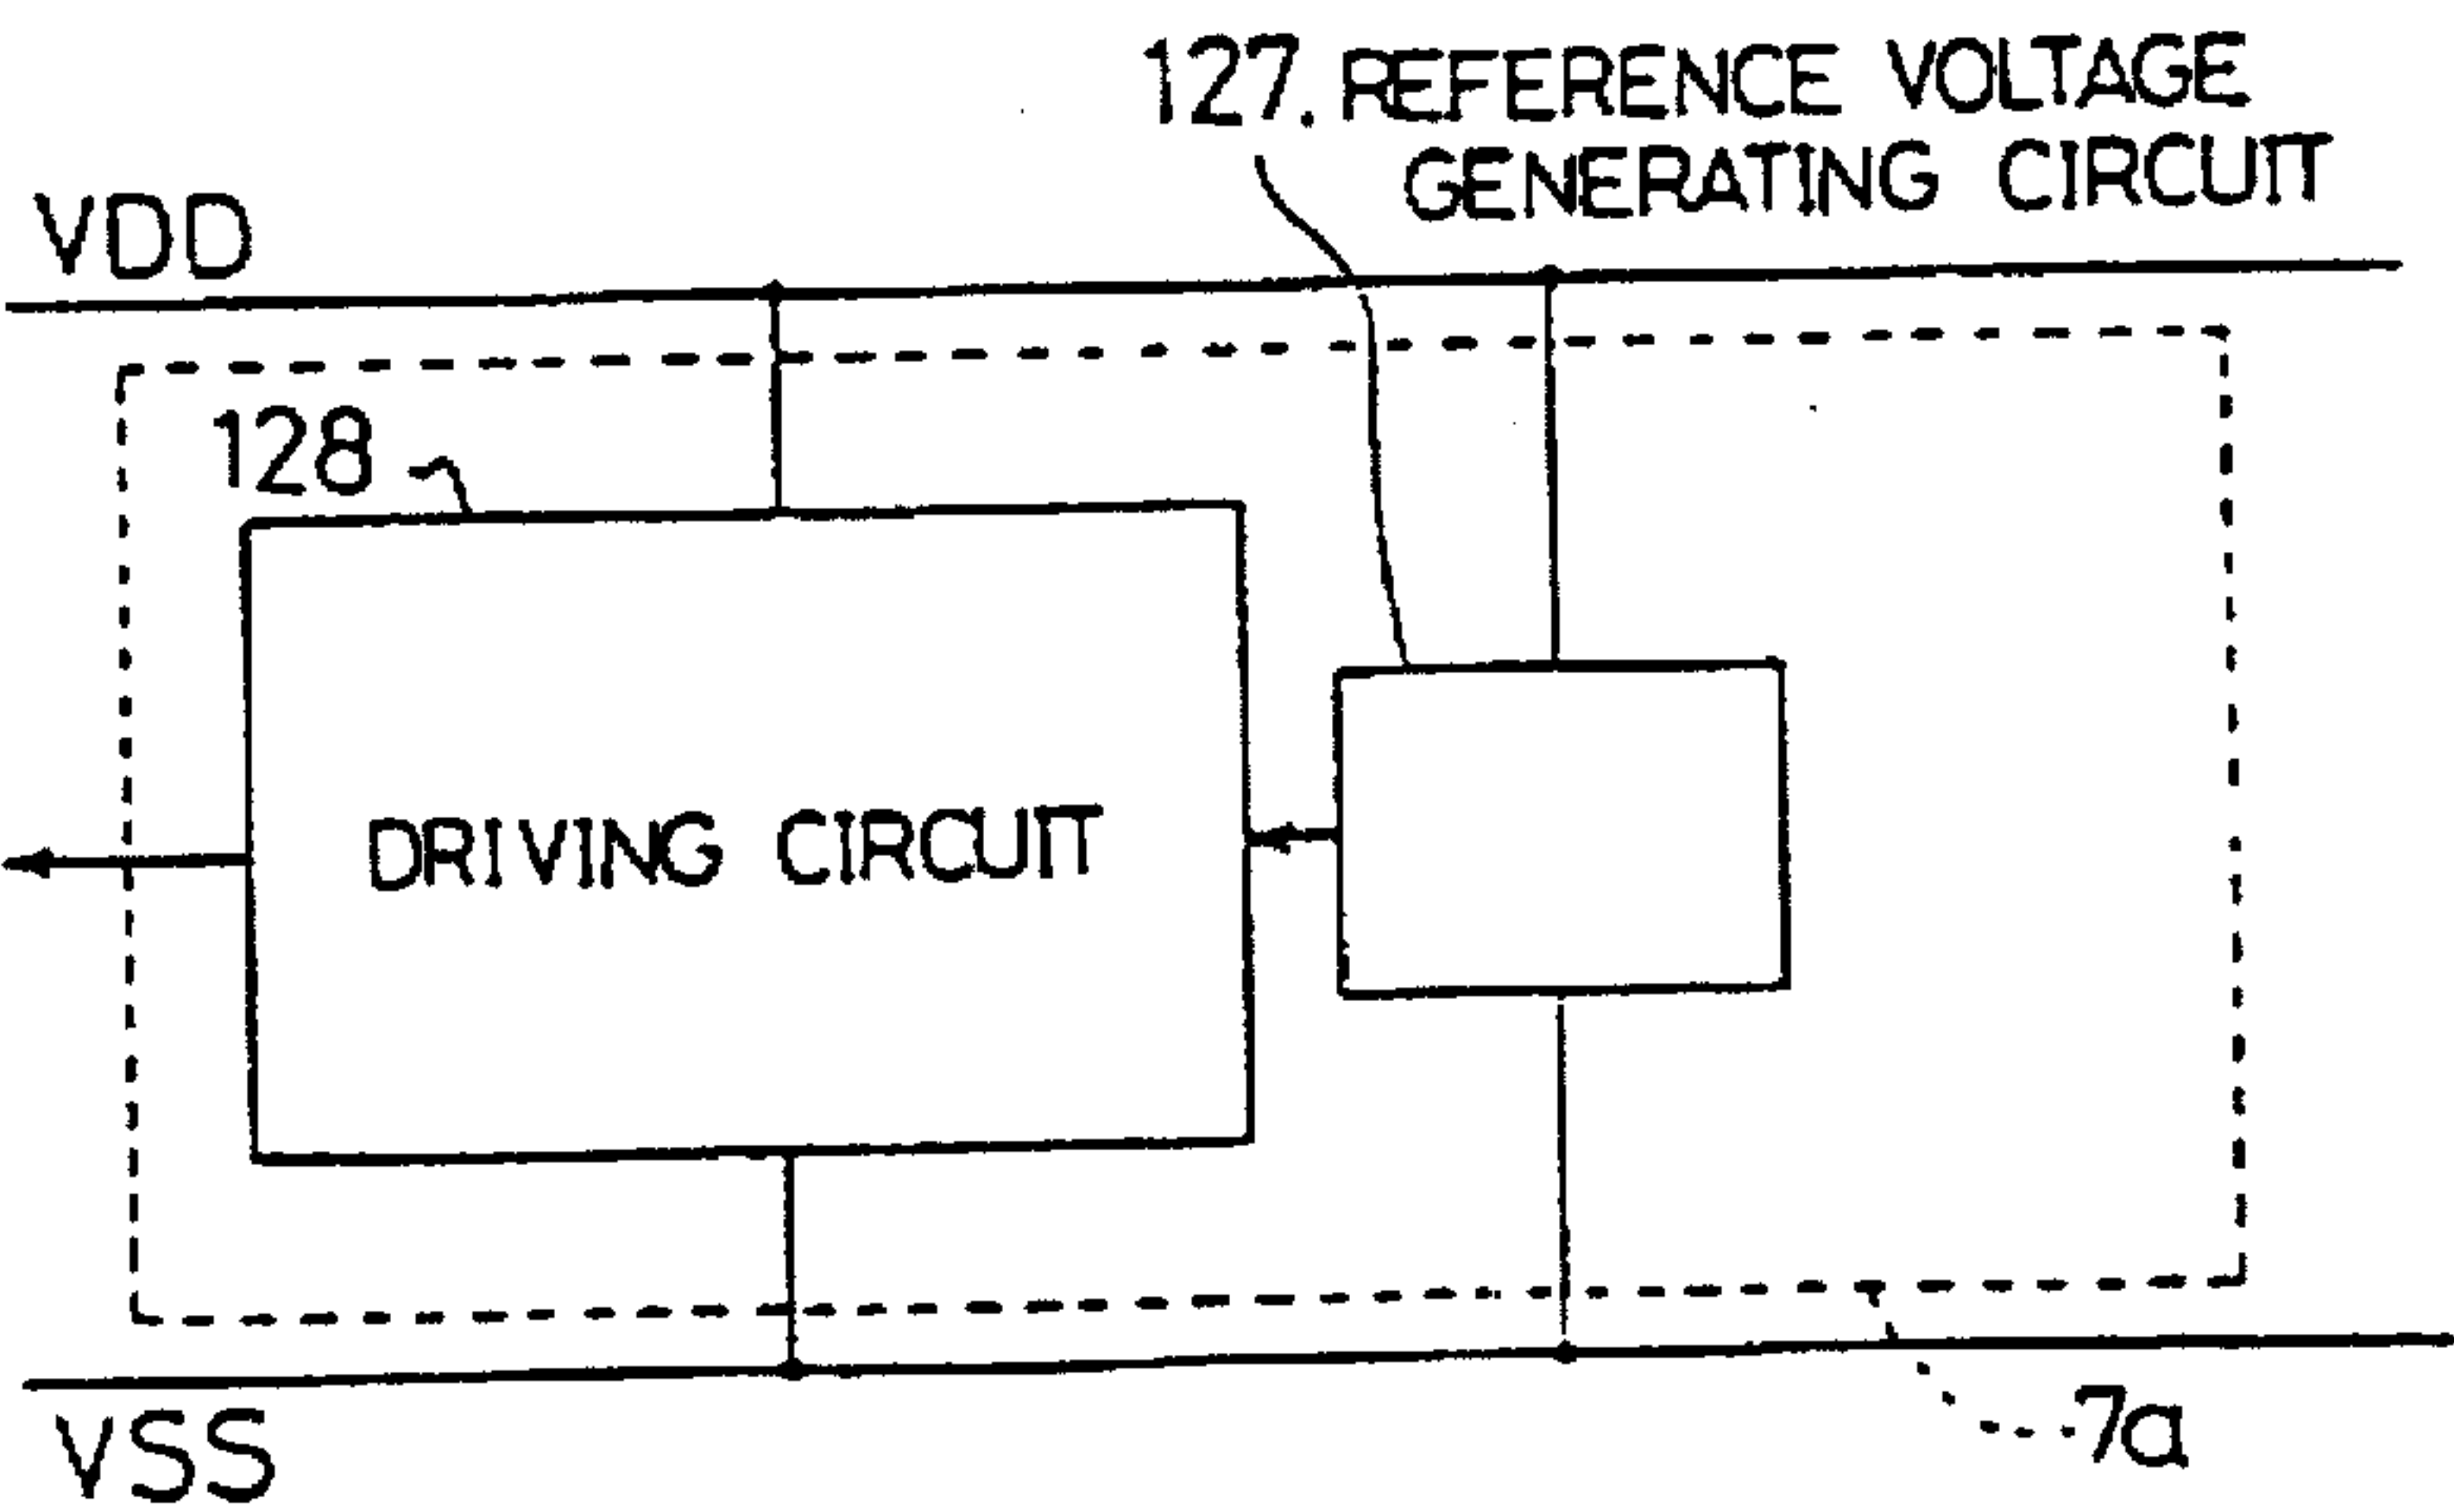 127. REFERENCE VOLTAGE
GENERATING CIRCUIT
VDD
128
DRIVING CIRCUIT
VSS
7a